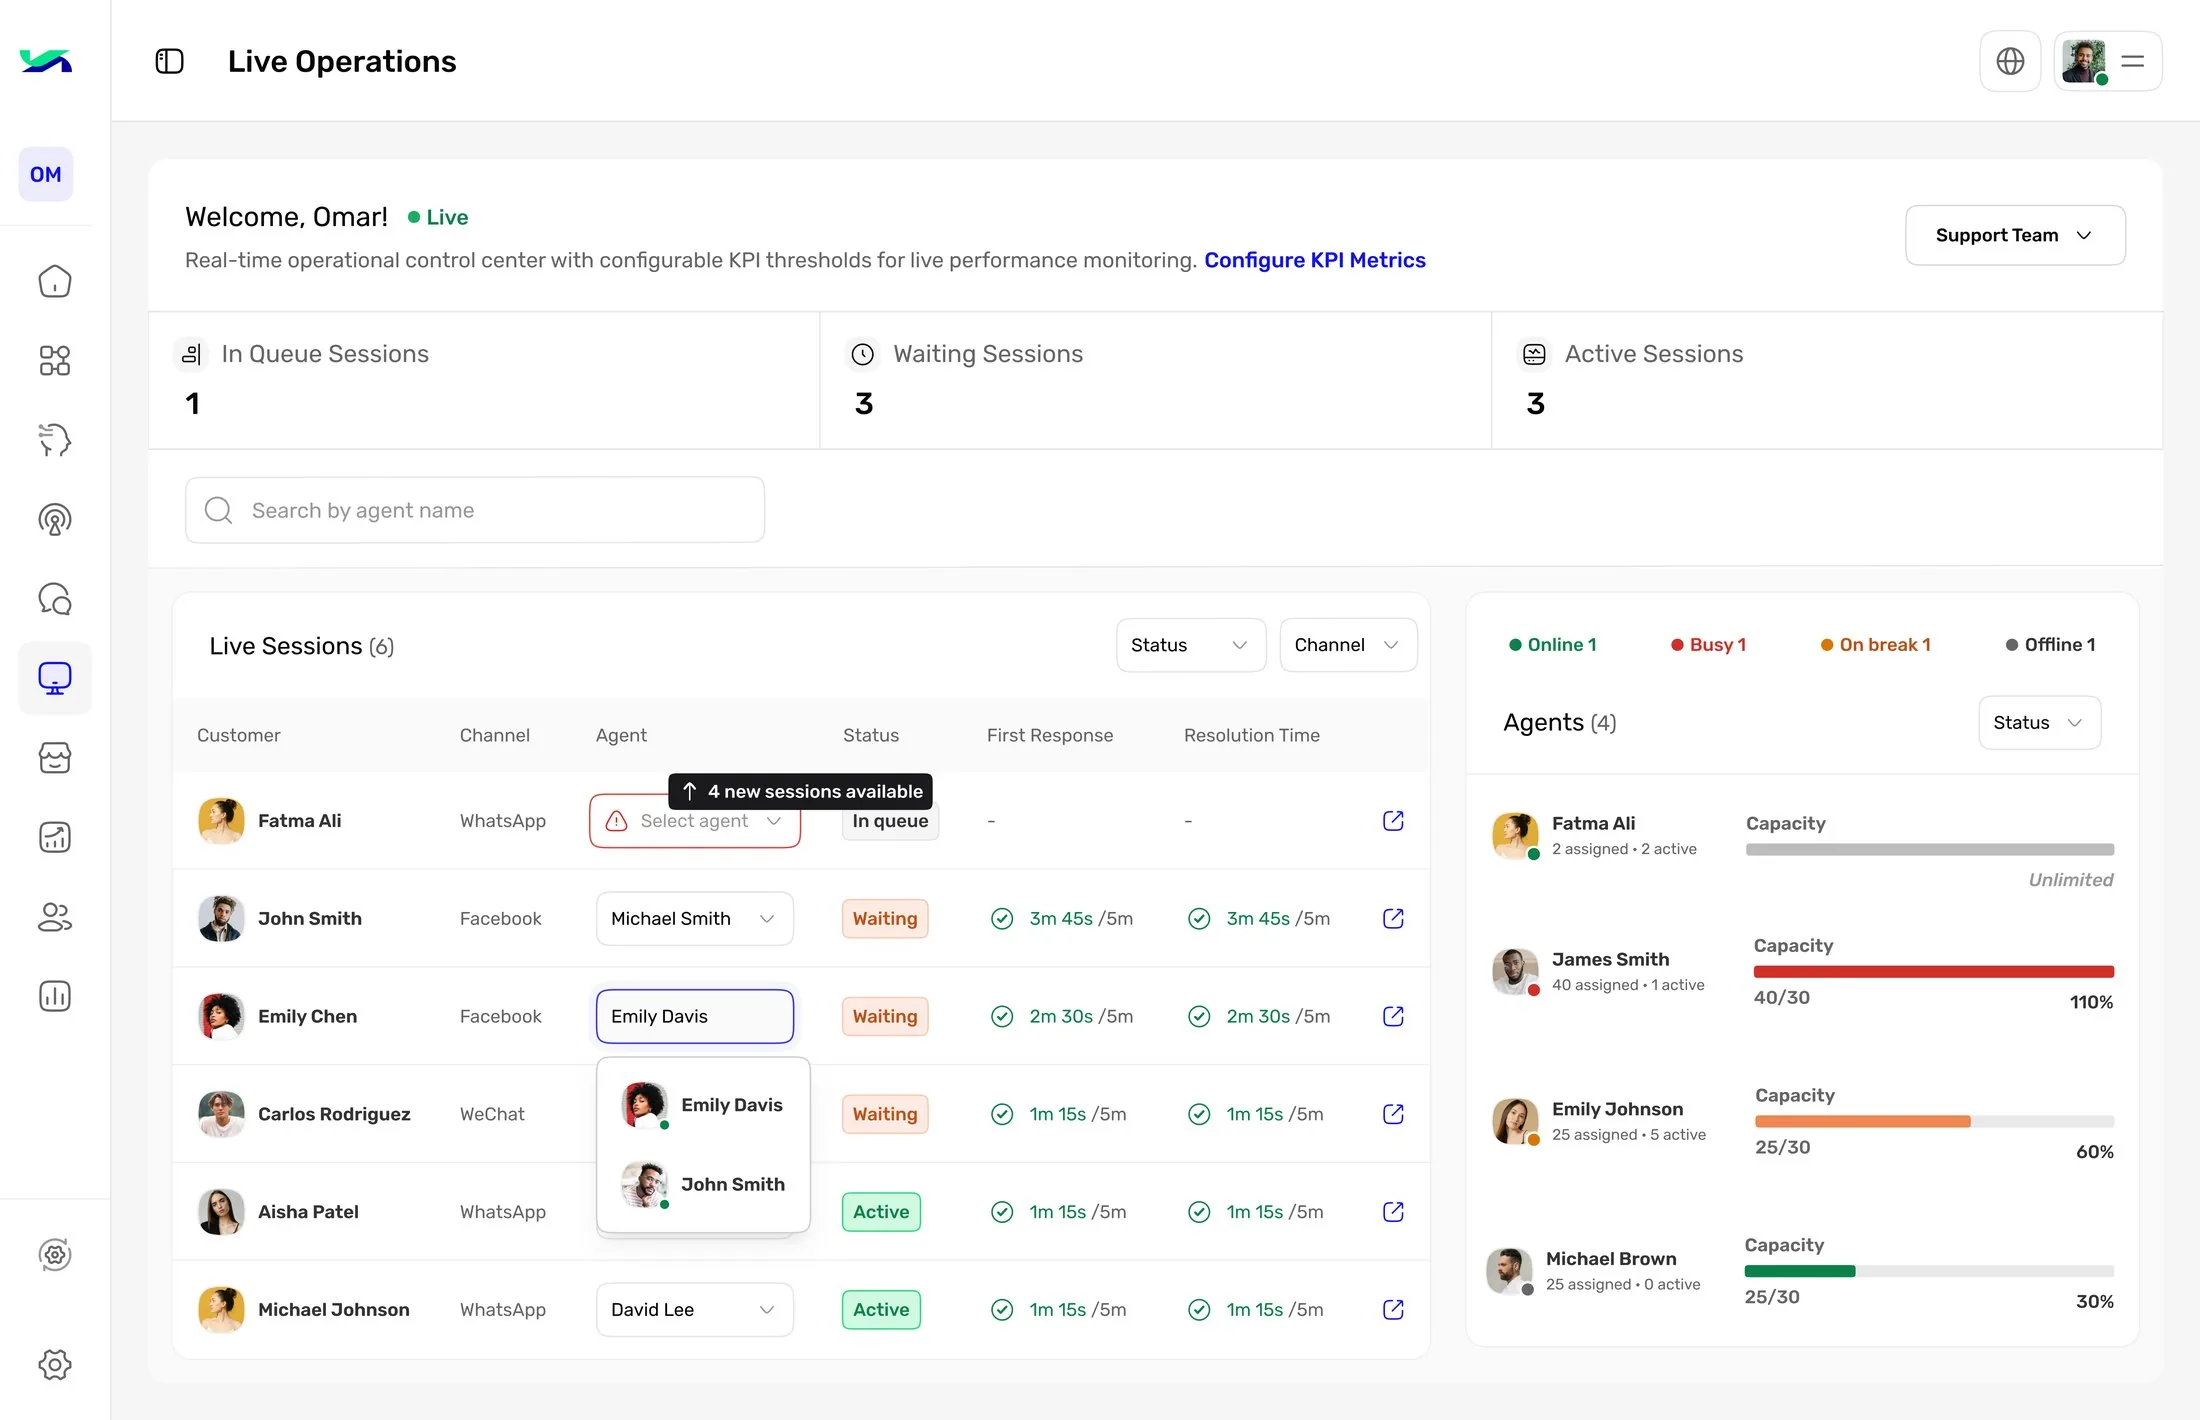 Live Operations
OM
Welcome, Omar! Live
Support Team
Real-time operational control center with configurable KPI thresholds for live performance monitoring. Configure KPI Metrics
In Queue Sessions
1
Waiting Sessions
3
Active Sessions
3
Search by agent name
Live Sessions (6)
Status
Channel
Customer Channel Agent Status First Response Resolution Time
4 new sessions available
Fatma Ali WhatsApp Select agent In queue - -
John Smith Facebook Michael Smith Waiting 3m 45s /5m 3m 45s /5m
Emily Chen Facebook Emily Davis Waiting 2m 30s /5m 2m 30s /5m
Emily Davis
John Smith
Carlos Rodriguez WeChat Waiting 1m 15s /5m 1m 15s /5m
Aisha Patel WhatsApp Active 1m 15s /5m 1m 15s /5m
Michael Johnson WhatsApp David Lee Active 1m 15s /5m 1m 15s /5m
Online 1 Busy 1 On break 1 Offline 1
Agents (4)
Status
Fatma Ali
2 assigned • 2 active
Capacity
Unlimited
James Smith
40 assigned • 1 active
Capacity
40/30 110%
Emily Johnson
25 assigned • 5 active
Capacity
25/30 60%
Michael Brown
25 assigned • 0 active
Capacity
25/30 30%